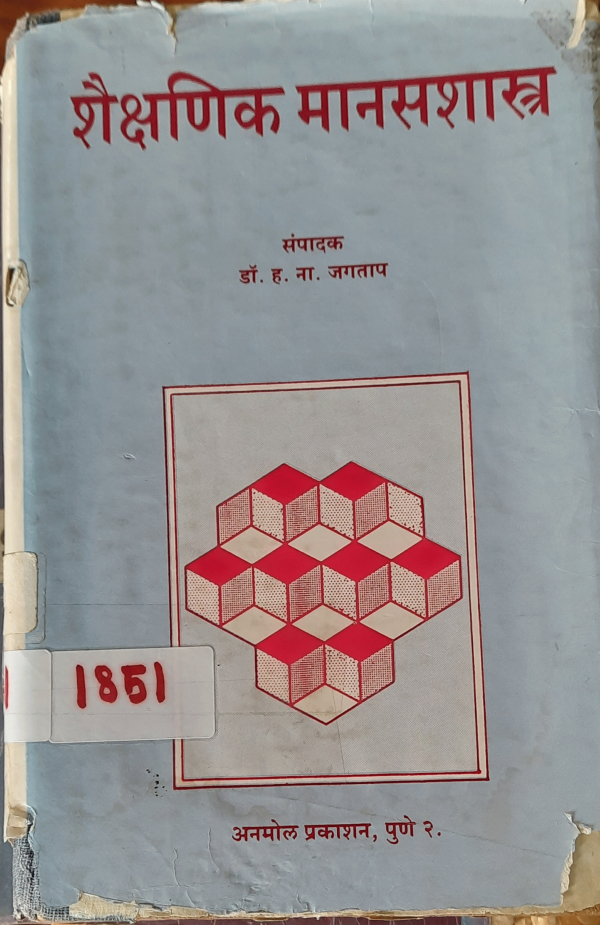 शैक्षणिक मानसशास्त्र
संपादक
डॉ. ह. ना. जगताप
1851
अनमोल प्रकाशन, पुणे २.